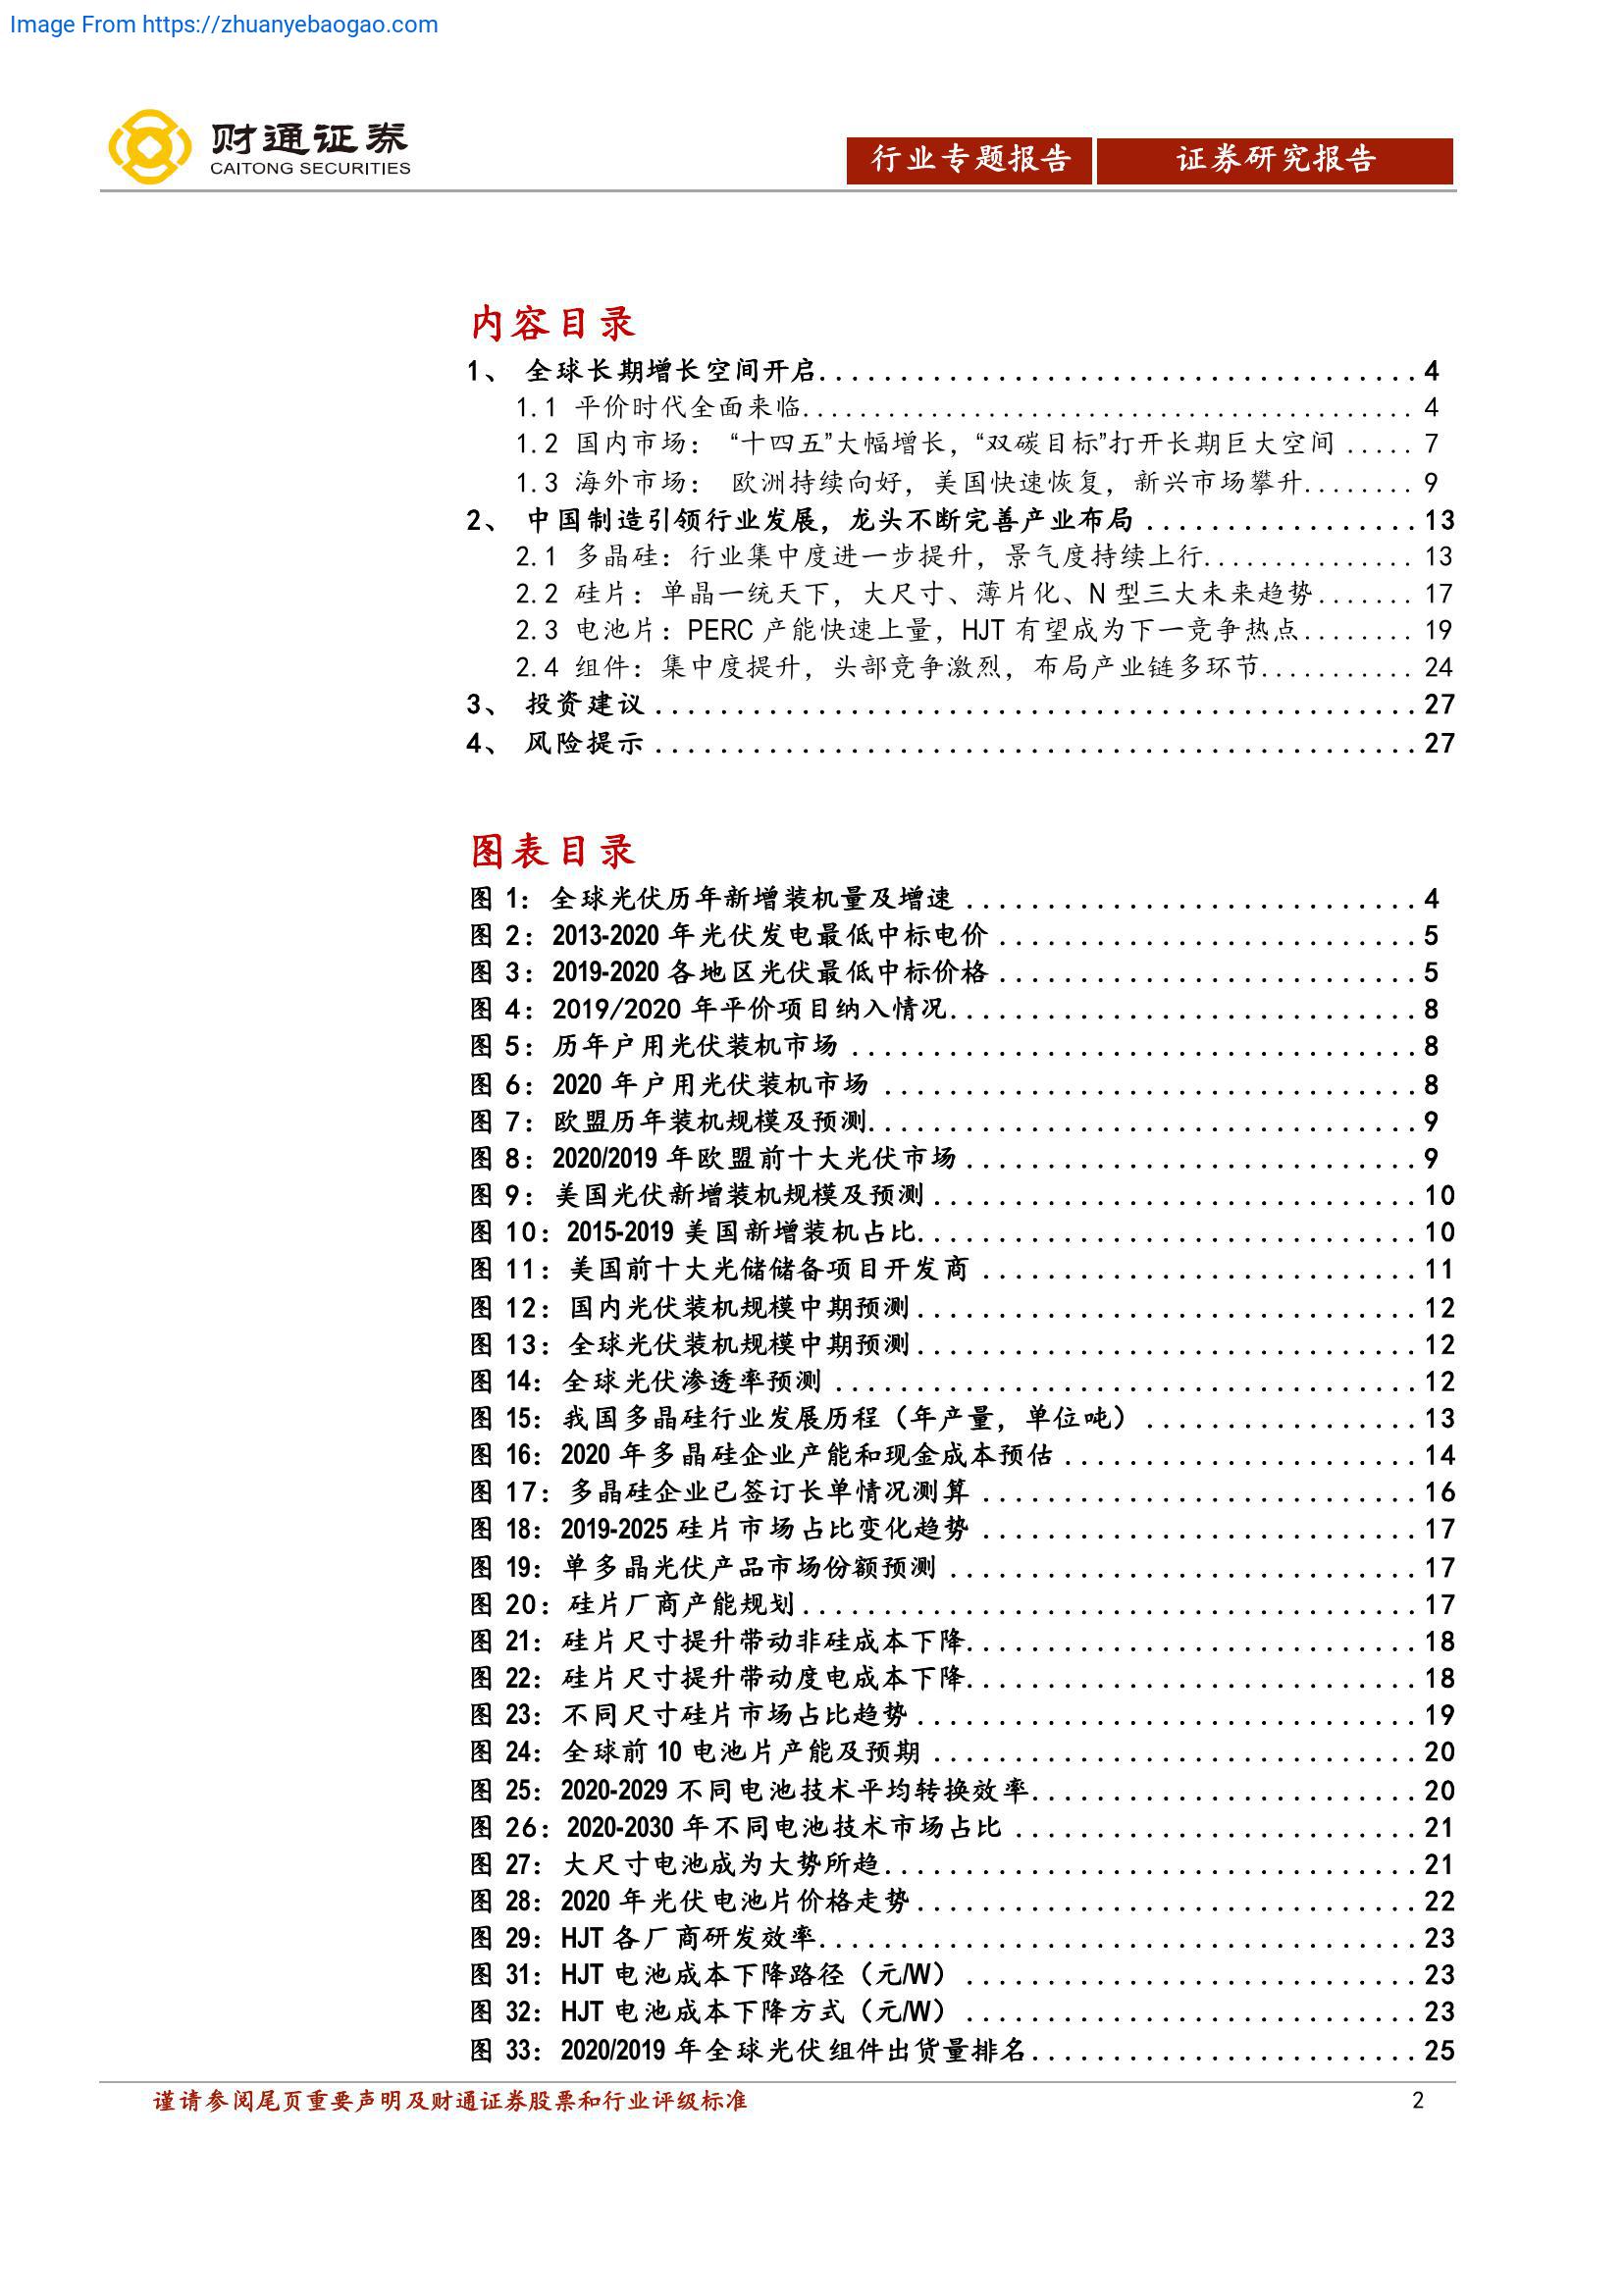 Image From https://zhuanyebaogao.com
财通证券
CAITONG SECURITIES
行业专题报告 证券研究报告
内容目录
1、 全球长期增长空间开启.....................................4
1.1 平价时代全面来临........................................... 4
1.2 国内市场： “十四五”大幅增长，“双碳目标”打开长期巨大空间 ..... 7
1.3 海外市场： 欧洲持续向好，美国快速恢复，新兴市场攀升........ 9
2、 中国制造引领行业发展，龙头不断完善产业布局 .................13
2.1 多晶硅：行业集中度进一步提升，景气度持续上行............... 13
2.2 硅片：单晶一统天下，大尺寸、薄片化、N 型三大未来趋势....... 17
2.3 电池片：PERC 产能快速上量，HJT 有望成为下一竞争热点........ 19
2.4 组件：集中度提升，头部竞争激烈，布局产业链多环节........... 24
3、 投资建议 ...............................................27
4、 风险提示 ...............................................27
图表目录
图 1：全球光伏历年新增装机量及增速 ............................4
图 2：2013-2020 年光伏发电最低中标电价 ..........................5
图 3：2019-2020 各地区光伏最低中标价格 ..........................5
图 4：2019/2020 年平价项目纳入情况.............................8
图 5：历年户用光伏装机市场 ...................................8
图 6：2020 年户用光伏装机市场 .................................8
图 7：欧盟历年装机规模及预测..................................9
图 8：2020/2019 年欧盟前十大光伏市场 ............................9
图 9：美国光伏新增装机规模及预测 ..............................10
图 10：2015-2019 美国新增装机占比...............................10
图 11：美国前十大光储储备项目开发商 ...........................11
图 12：国内光伏装机规模中期预测 ...............................12
图 13：全球光伏装机规模中期预测 ...............................12
图 14：全球光伏渗透率预测 ....................................12
图 15：我国多晶硅行业发展历程（年产量，单位吨） .................13
图 16：2020 年多晶硅企业产能和现金成本预估 ......................14
图 17：多晶硅企业已签订长单情况测算 ...........................16
图 18：2019-2025 硅片市场占比变化趋势 ...........................17
图 19：单多晶光伏产品市场份额预测 .............................17
图 20：硅片厂商产能规划......................................17
图 21：硅片尺寸提升带动非硅成本下降............................18
图 22：硅片尺寸提升带动度电成本下降............................18
图 23：不同尺寸硅片市场占比趋势 ...............................19
图 24：全球前 10 电池片产能及预期 ..............................20
图 25：2020-2029 不同电池技术平均转换效率........................20
图 26：2020-2030 年不同电池技术市场占比 .........................21
图 27：大尺寸电池成为大势所趋.................................21
图 28：2020 年光伏电池片价格走势 ...............................22
图 29：HJT 各厂商研发效率.....................................23
图 31：HJT 电池成本下降路径（元/W） ............................23
图 32：HJT 电池成本下降方式（元/W） ............................23
图 33：2020/2019 年全球光伏组件出货量排名........................25
谨请参阅尾页重要声明及财通证券股票和行业评级标准 2